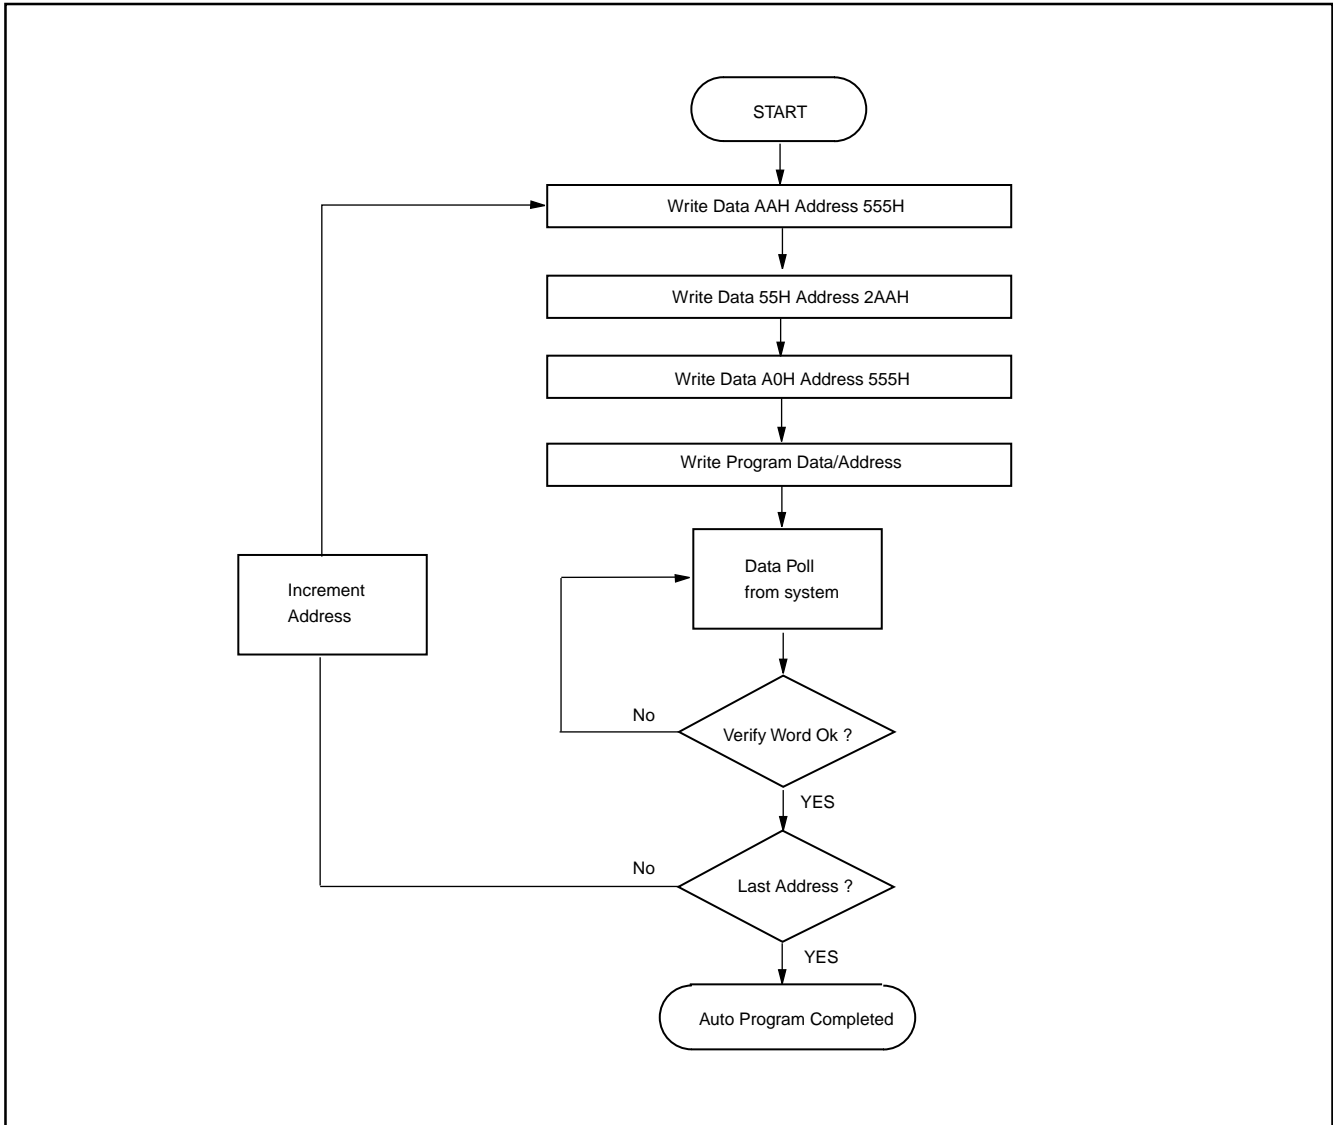 START
Write Data AAH Address 555H
Write Data 55H Address 2AAH
Write Data A0H Address 555H
Write Program Data/Address
Data Poll
from system
Increment
Address
No
Verify Word Ok ?
YES
No
Last Address ?
YES
Auto Program Completed